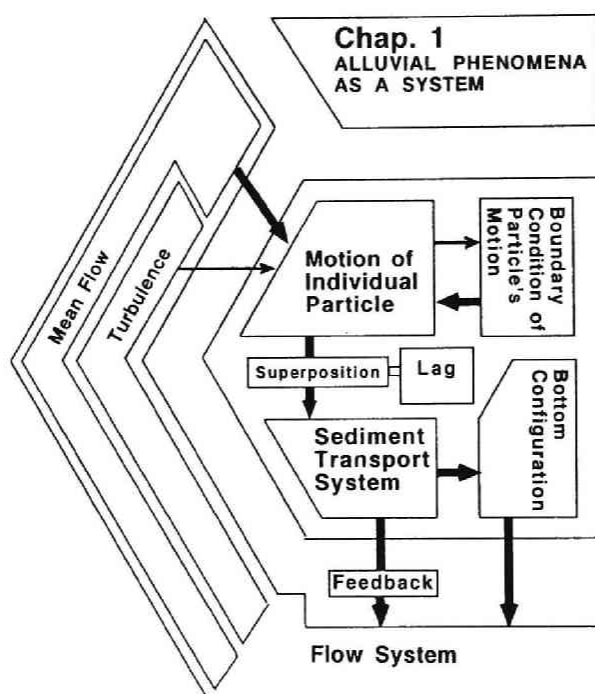 Chap. 1
ALLUVIAL PHENOMENA
AS A SYSTEM
Mean Flow
Turbulence
Motion of
Individual
Particle
Boundary
Condition of
Particle's
Motion
Superposition
Lag
Sediment
Transport
System
Bottom
Configuration
Feedback
Flow System